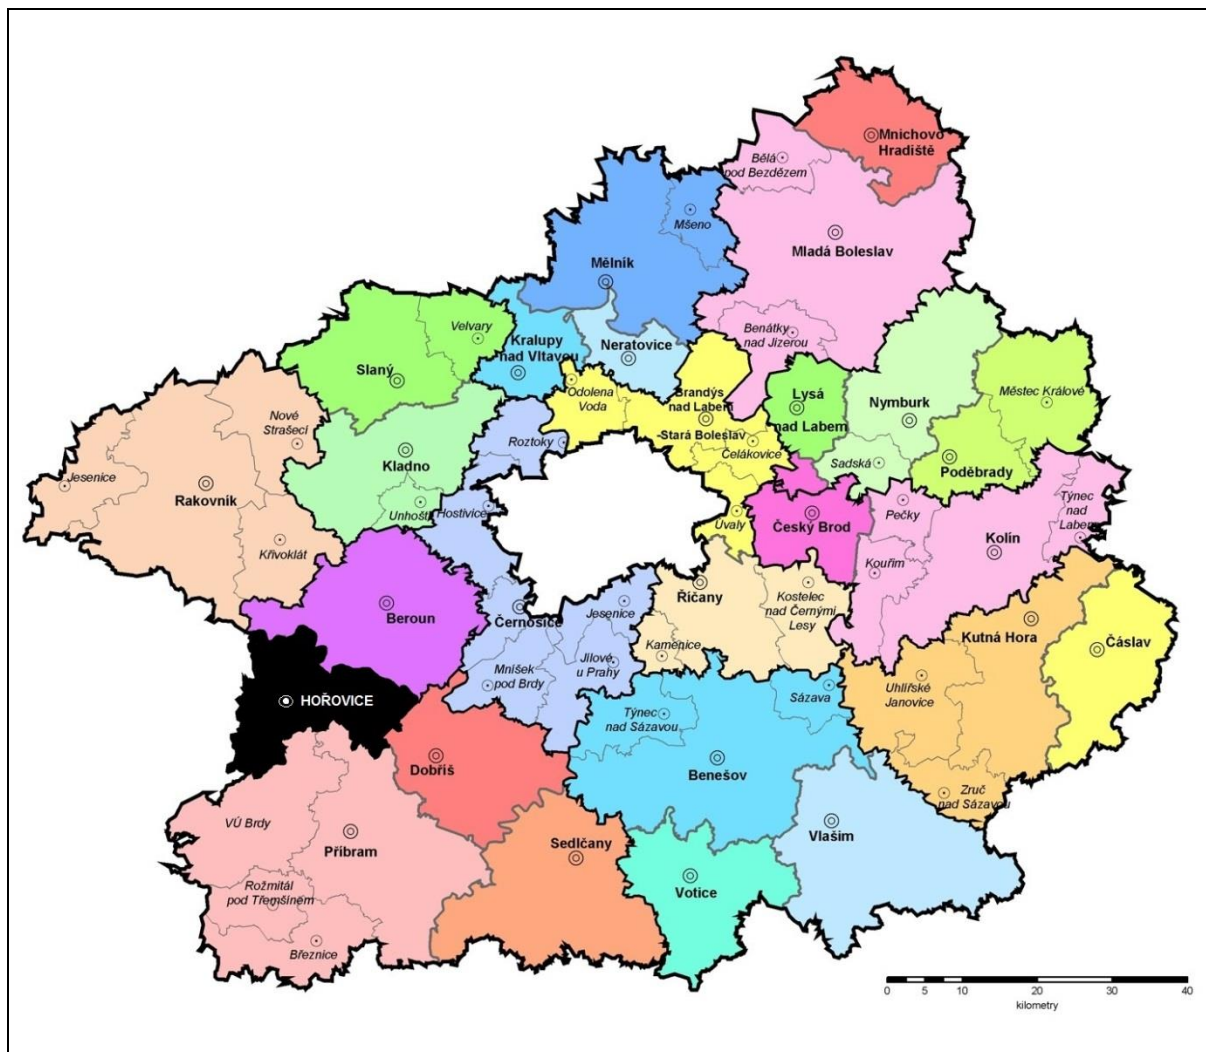 Mnichovo
Hradiště
Bělá
pod Bezdězem
Mšeno
Mladá Boleslav
Mělník
Velvary
Benátky
nad Jizerou
Kralupy
nad Vltavou
Neratovice
Slaný
Odolena
Voda
Brandýs
nad Labem
-Stará Boleslav
Lysá
nad Labem
Nymburk
Městec Králové
Nové
Strašecí
Roztoky
Čelákovice
Kladno
Sadská
Poděbrady
Jesenice
Rakovník
Unhošť
Hostivice
Úvaly
Český Brod
Pečky
Týnec
nad
Labem
Kolín
Křivoklát
Kouřim
Říčany
Kostelec
nad Černými
Lesy
Beroun
Černošice
Jesenice
Kutná Hora
Čáslav
Kamenice
Mníšek
pod Brdy
Jílové
u Prahy
Uhlířské
Janovice
HOŘOVICE
Sázava
Týnec
nad Sázavou
Dobříš
Benešov
Zruč
nad Sázavou
VÚ Brdy
Příbram
Vlašim
Sedlčany
Rožmitál
pod Třemšínem
Votice
Březnice
0 5 10 20 30 40
kilometry